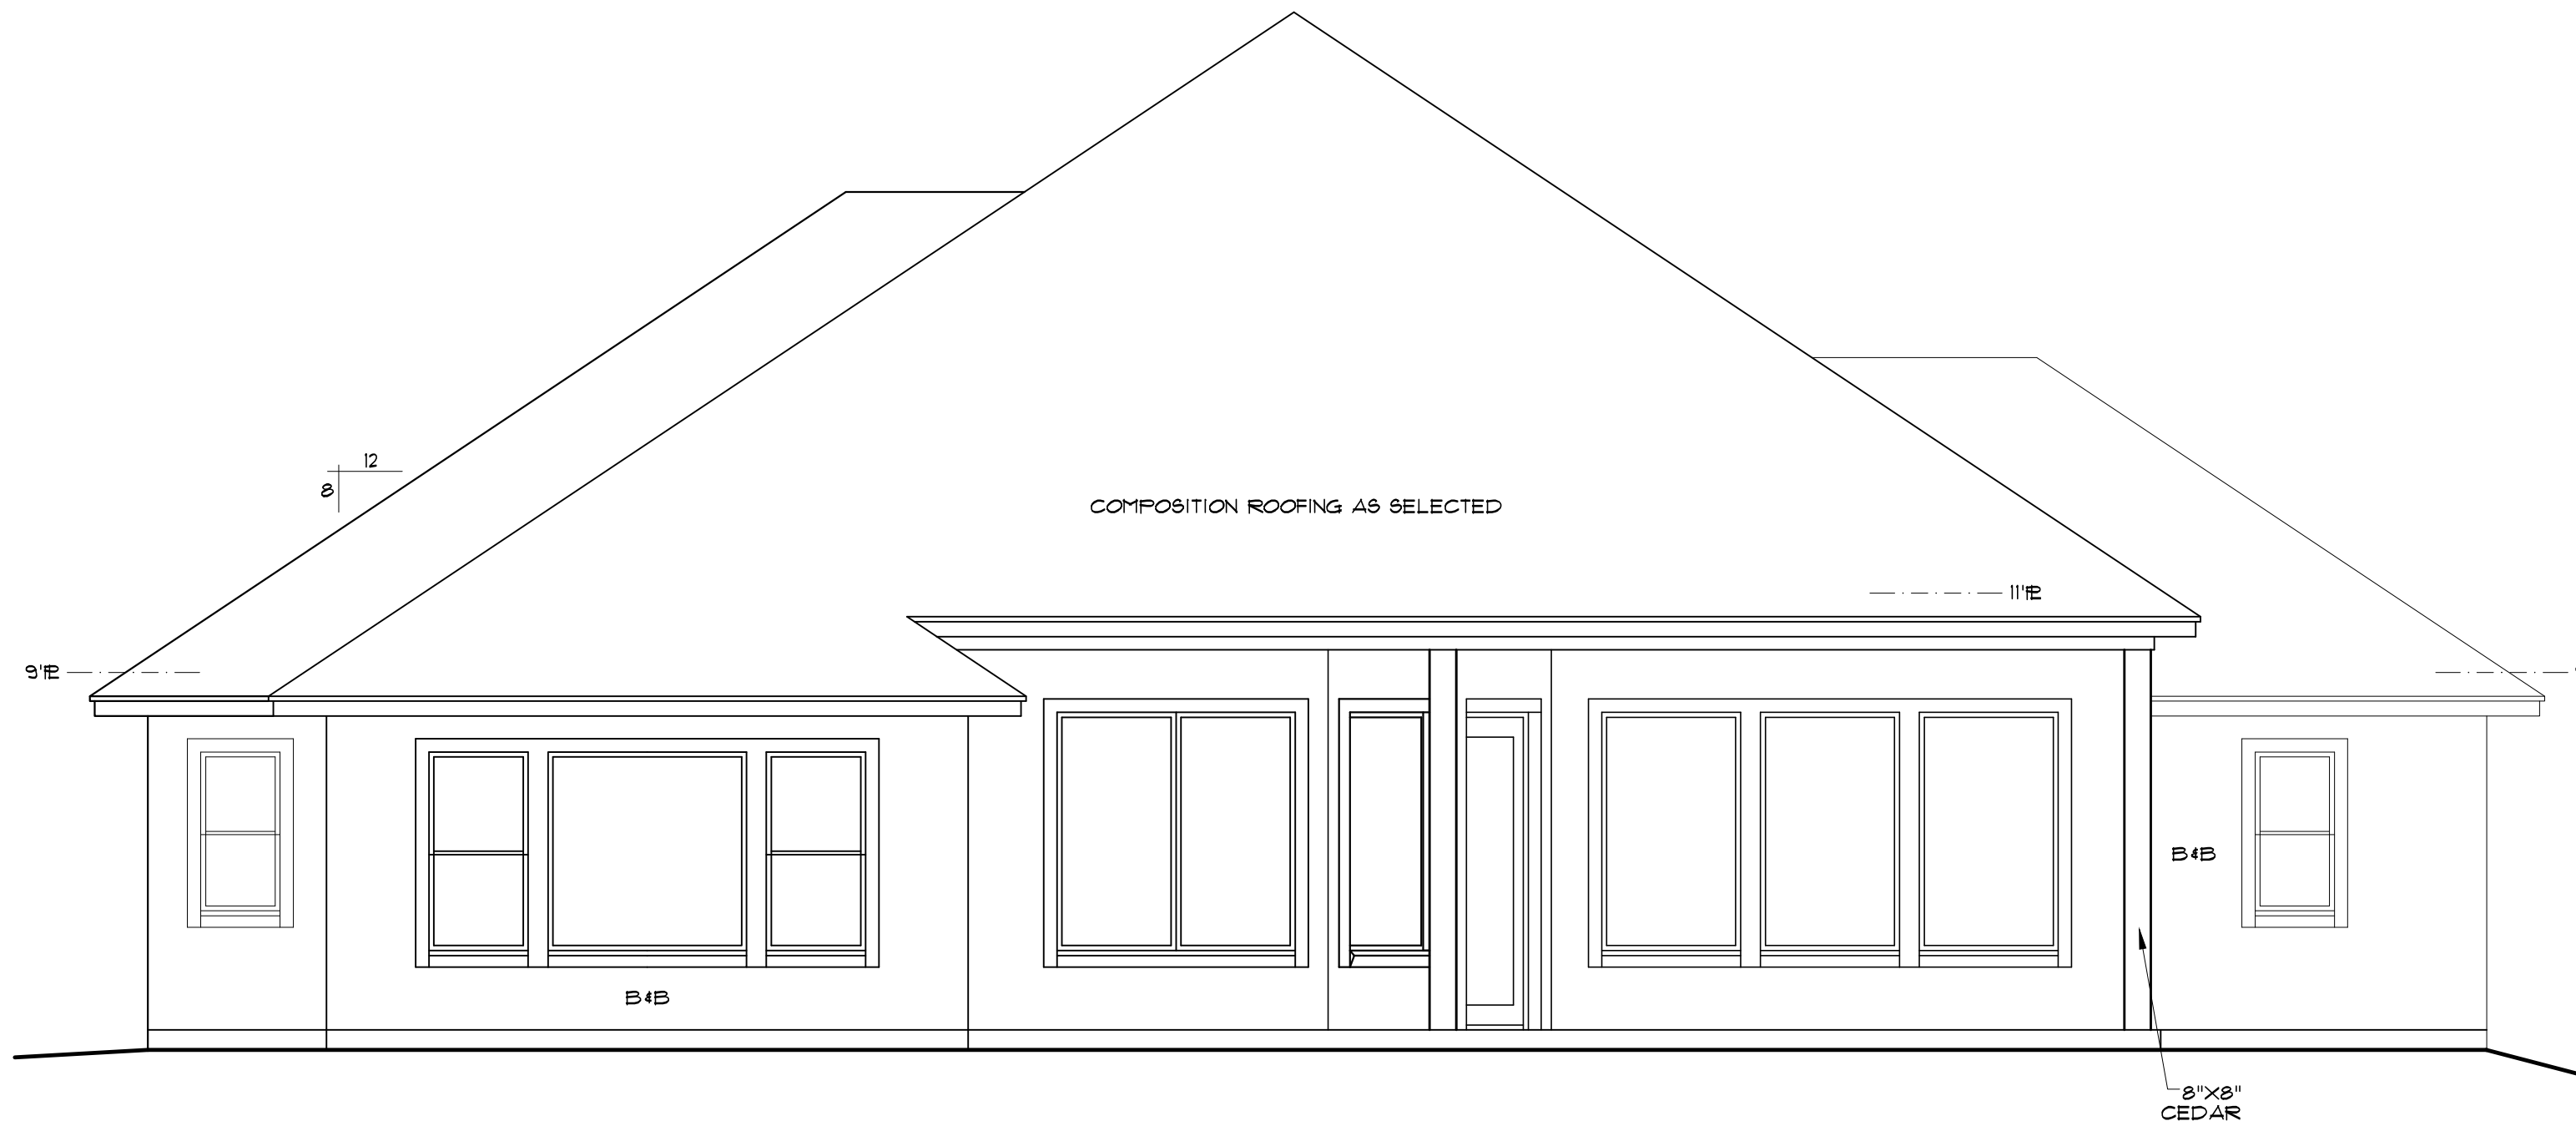 12
8
COMPOSITION ROOFING AS SELECTED
11'PL
9'PL
B&B
B&B
8"X8"
CEDAR